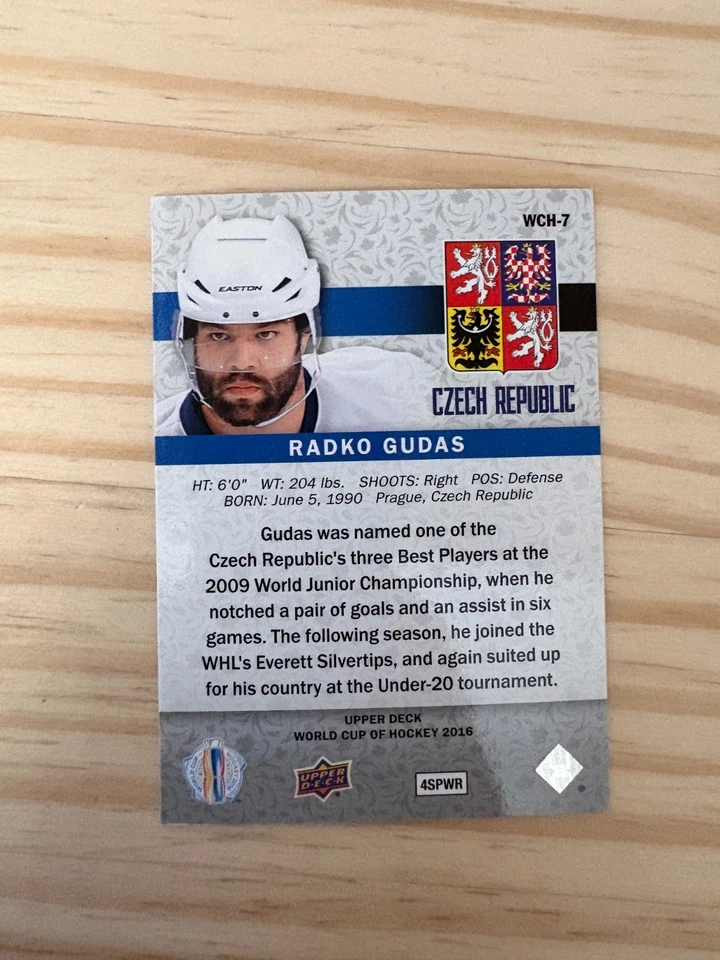 WCH-7
EASTON
CZECH REPUBLIC
RADKO GUDAS
HT: 6'0" WT: 204 lbs. SHOOTS: Right POS: Defense
BORN: June 5, 1990 Prague, Czech Republic
Gudas was named one of the
Czech Republic's three Best Players at the
2009 World Junior Championship, when he
notched a pair of goals and an assist in six
games. The following season, he joined the
WHL's Everett Silvertips, and again suited up
for his country at the Under-20 tournament.
UPPER DECK
WORLD CUP OF HOCKEY 2016
UPPER
D·E·C·K
4SPWR